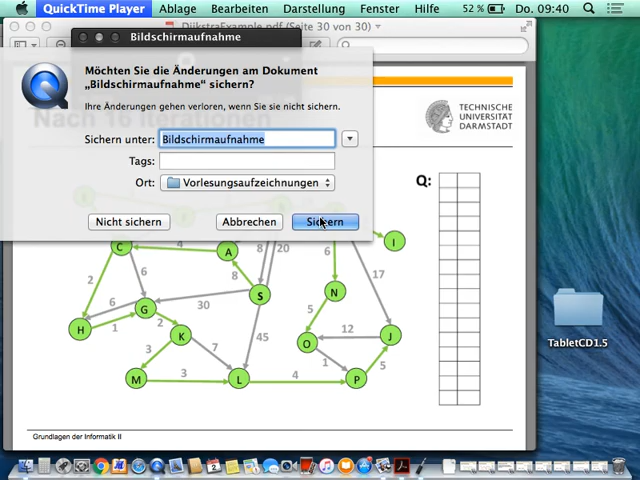 QuickTime Player Ablage Bearbeiten Darstellung Fenster 52 % Do. 09:40
DijkstraExample.pdf (Seite 30 von 30)
Bildschirmaufnahme
Möchten Sie die Änderungen am Dokument
„Bildschirmaufnahme“ sichern?
Ihre Änderungen gehen verloren, wenn Sie sie nicht sichern.
Nach 16 Iterationen
Sichern unter: Bildschirmaufnahme
Tags:
Ort: Vorlesungsaufzeichnungen
Nicht sichern Abbrechen Sichern
TECHNISCHE
UNIVERSITÄT
DARMSTADT
Q:
C 4 A 8 8 20 6 I
2 6 17
S N
6 G 30 5
H 1 2 K 7 45 O 12 J
3 1 5
M 3 L 4 P
TabletCD1.5
Grundlagen der Informatik II